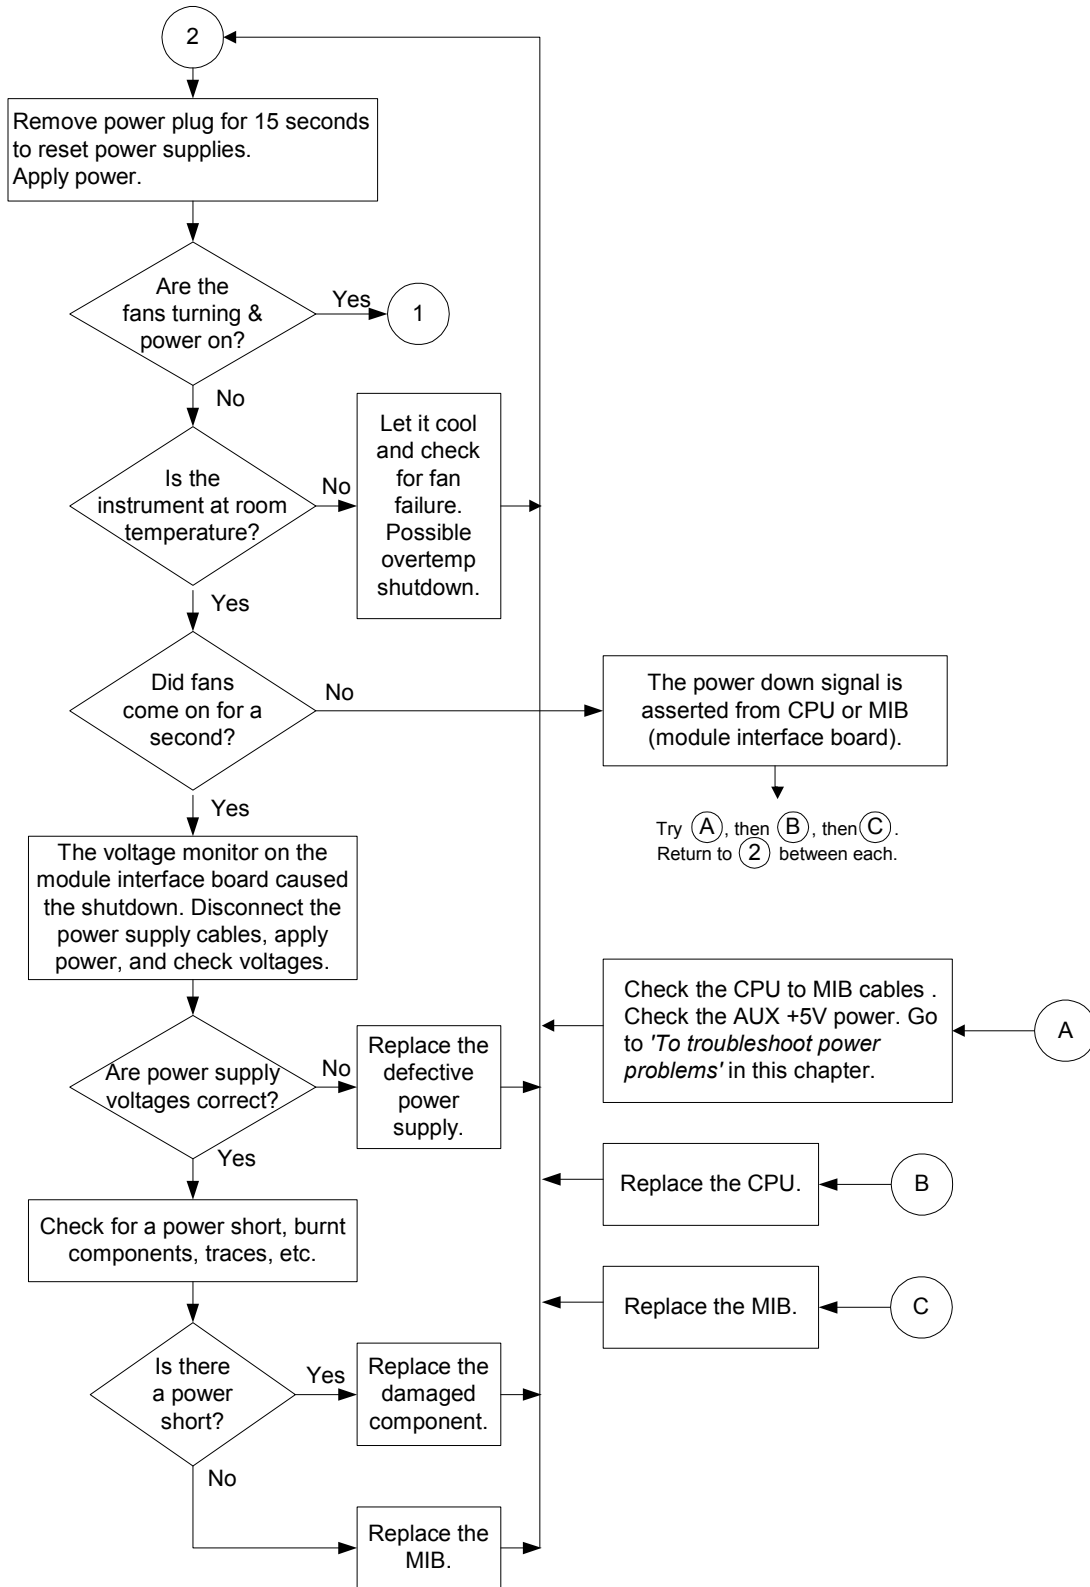 2
Remove power plug for 15 seconds
to reset power supplies.
Apply power.
Are the
fans turning &
power on?
Yes
1
No
Is the
instrument at room
temperature?
No
Let it cool
and check
for fan
failure.
Possible
overtemp
shutdown.
Yes
Did fans
come on for a
second?
No
The power down signal is
asserted from CPU or MIB
(module interface board).
Try A, then B, then C.
Return to 2 between each.
Yes
The voltage monitor on the
module interface board caused
the shutdown. Disconnect the
power supply cables, apply
power, and check voltages.
Check the CPU to MIB cables .
Check the AUX +5V power. Go
to 'To troubleshoot power
problems' in this chapter.
A
Are power supply
voltages correct?
No
Replace the
defective
power
supply.
Yes
Replace the CPU.
B
Check for a power short, burnt
components, traces, etc.
Replace the MIB.
C
Is there
a power
short?
Yes
Replace the
damaged
component.
No
Replace the
MIB.